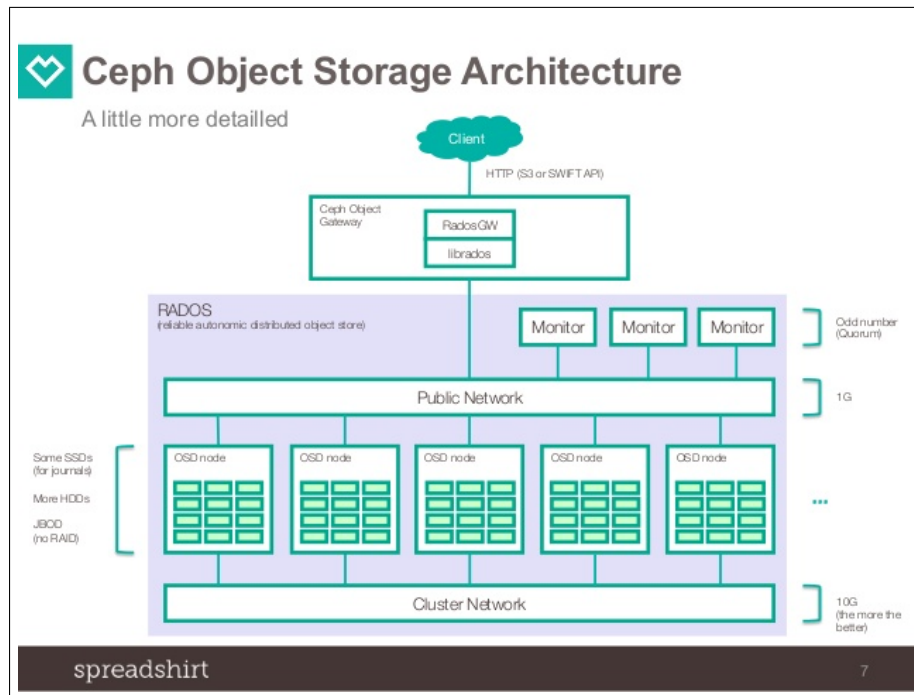 Ceph Object Storage Architecture
A little more detailled
Client
HTTP (S3 or SWIFT API)
Ceph Object
Gateway
RadosGW
librados
RADOS
(reliable autonomic distributed object store)
Monitor
Monitor
Monitor
Odd number
(Quorum)
Public Network
1G
Some SSDs
(for journals)
More HDDs
JBOD
(no RAID)
OSD node
OSD node
OSD node
OSD node
OSD node
...
Cluster Network
10G
(the more the
better)
spreadshirt
7